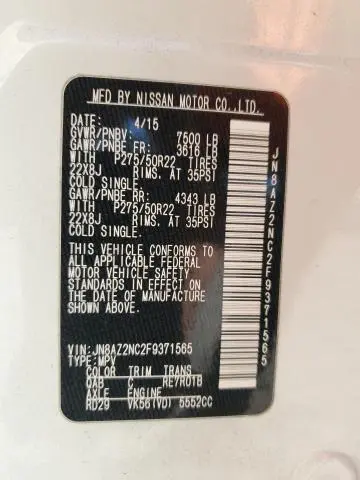 MFD BY NISSAN MOTOR CO.,LTD.
DATE: 4/15
GVWR/PNBV: 7500 LB
GAWR/PNBE FR: 3616 LB
WITH P275/50R22 TIRES
22X8J RIMS, AT 35PSI
COLD SINGLE.
GAWR/PNBE RR: 4343 LB
WITH P275/50R22 TIRES
22X8J RIMS, AT 35PSI
COLD SINGLE.
THIS VEHICLE CONFORMS TO
ALL APPLICABLE FEDERAL
MOTOR VEHICLE SAFETY
STANDARDS IN EFFECT ON
THE DATE OF MANUFACTURE
SHOWN ABOVE.
VIN:JN8AZ2NC2F9371565
TYPE:MPV
COLOR TRIM TRANS
QAB C RE7R01B
AXLE ENGINE
RD29 VK56(VD) 5552CC
JN8AZ2NC2F9371565